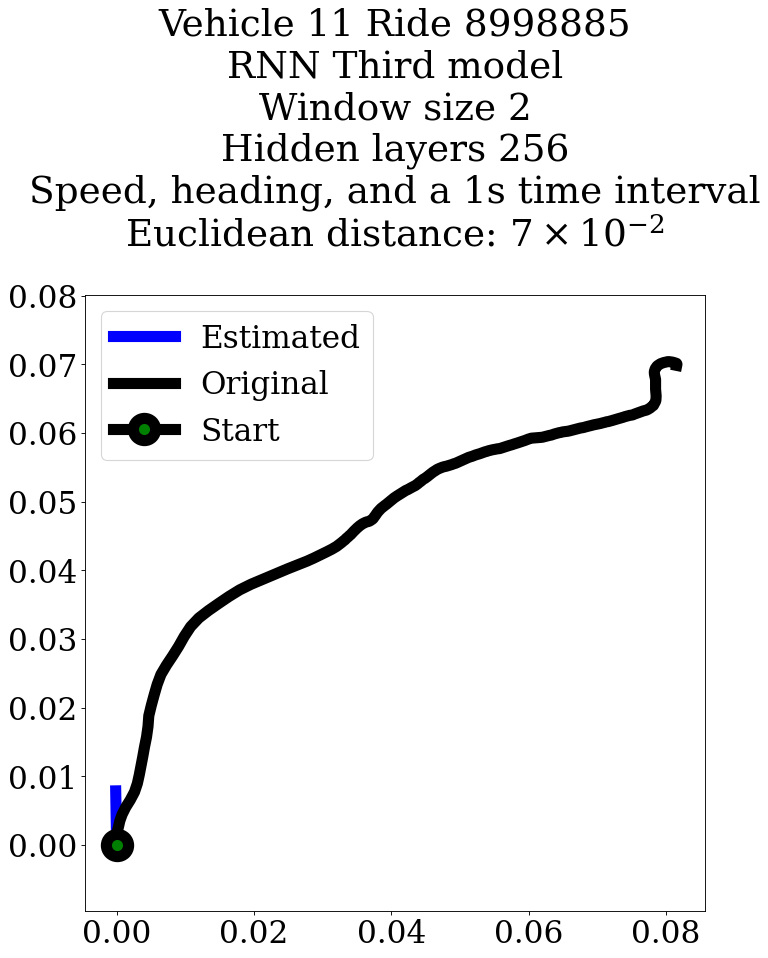 Vehicle 11 Ride 8998885
RNN Third model
Window size 2
Hidden layers 256
Speed, heading, and a 1s time interval
Euclidean distance: 7 × 10⁻²
0.08
0.07
0.06
0.05
0.04
0.03
0.02
0.01
0.00
Estimated
Original
Start
0.00 0.02 0.04 0.06 0.08